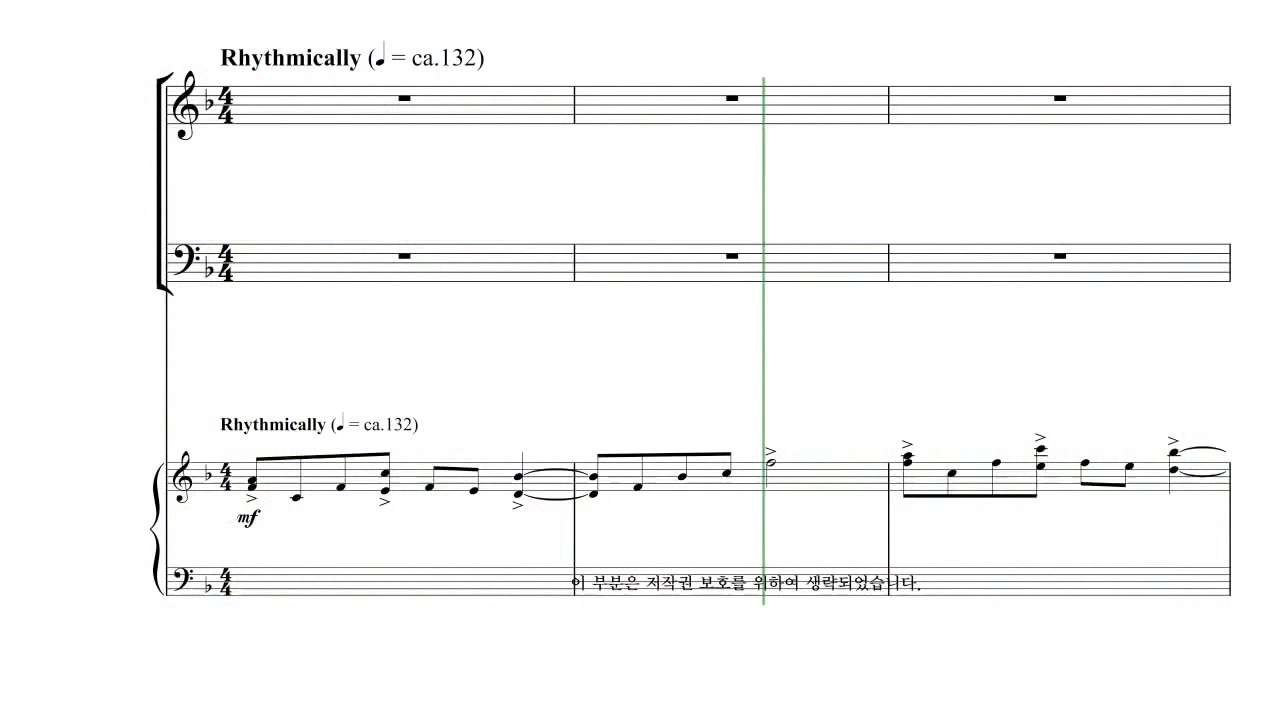 Rhythmically (♩ = ca.132)
Rhythmically (♩ = ca.132)
mf
이 부분은 저작권 보호를 위하여 생략되었습니다.